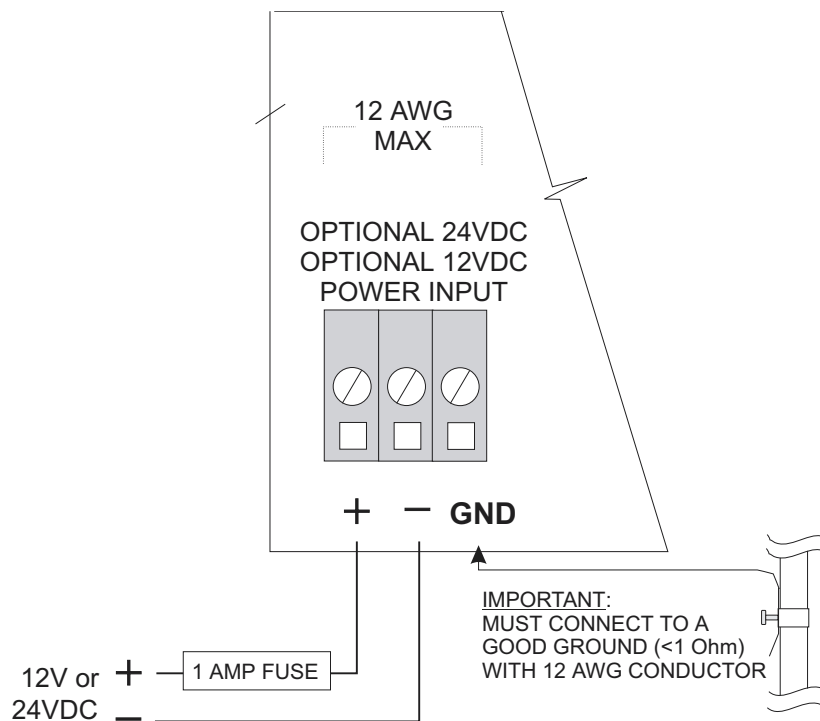 12 AWG
MAX
OPTIONAL 24VDC
OPTIONAL 12VDC
POWER INPUT
+ − GND
IMPORTANT:
MUST CONNECT TO A
GOOD GROUND (<1 Ohm)
WITH 12 AWG CONDUCTOR
12V or +
24VDC −
1 AMP FUSE